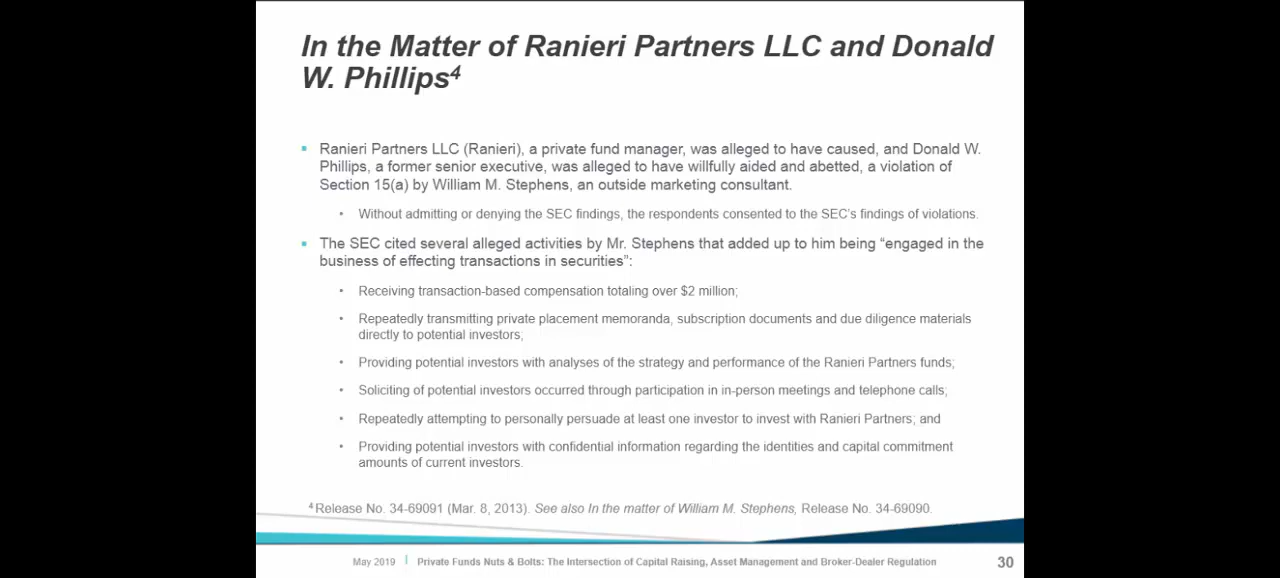 In the Matter of Ranieri Partners LLC and Donald
W. Phillips4
▪ Ranieri Partners LLC (Ranieri), a private fund manager, was alleged to have caused, and Donald W.
Phillips, a former senior executive, was alleged to have willfully aided and abetted, a violation of
Section 15(a) by William M. Stephens, an outside marketing consultant.
• Without admitting or denying the SEC findings, the respondents consented to the SEC's findings of violations.
▪ The SEC cited several alleged activities by Mr. Stephens that added up to him being “engaged in the
business of effecting transactions in securities”:
• Receiving transaction-based compensation totaling over $2 million;
• Repeatedly transmitting private placement memoranda, subscription documents and due diligence materials
directly to potential investors;
• Providing potential investors with analyses of the strategy and performance of the Ranieri Partners funds;
• Soliciting of potential investors occurred through participation in in-person meetings and telephone calls;
• Repeatedly attempting to personally persuade at least one investor to invest with Ranieri Partners; and
• Providing potential investors with confidential information regarding the identities and capital commitment
amounts of current investors.
4 Release No. 34-69091 (Mar. 8, 2013). See also In the matter of William M. Stephens, Release No. 34-69090.
May 2019 | Private Funds Nuts & Bolts: The Intersection of Capital Raising, Asset Management and Broker-Dealer Regulation 30